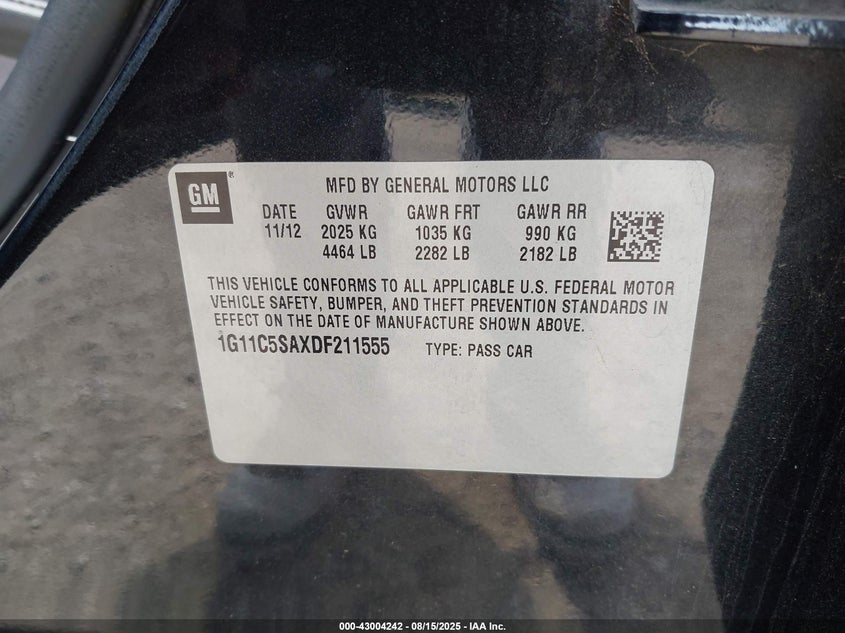 GM®
MFD BY GENERAL MOTORS LLC
DATE GVWR GAWR FRT GAWR RR
11/12 2025 KG 1035 KG 990 KG
4464 LB 2282 LB 2182 LB
THIS VEHICLE CONFORMS TO ALL APPLICABLE U.S. FEDERAL MOTOR
VEHICLE SAFETY, BUMPER, AND THEFT PREVENTION STANDARDS IN
EFFECT ON THE DATE OF MANUFACTURE SHOWN ABOVE.
1G11C5SAXDF211555 TYPE: PASS CAR
000-43004242 - 08/15/2025 - IAA Inc.